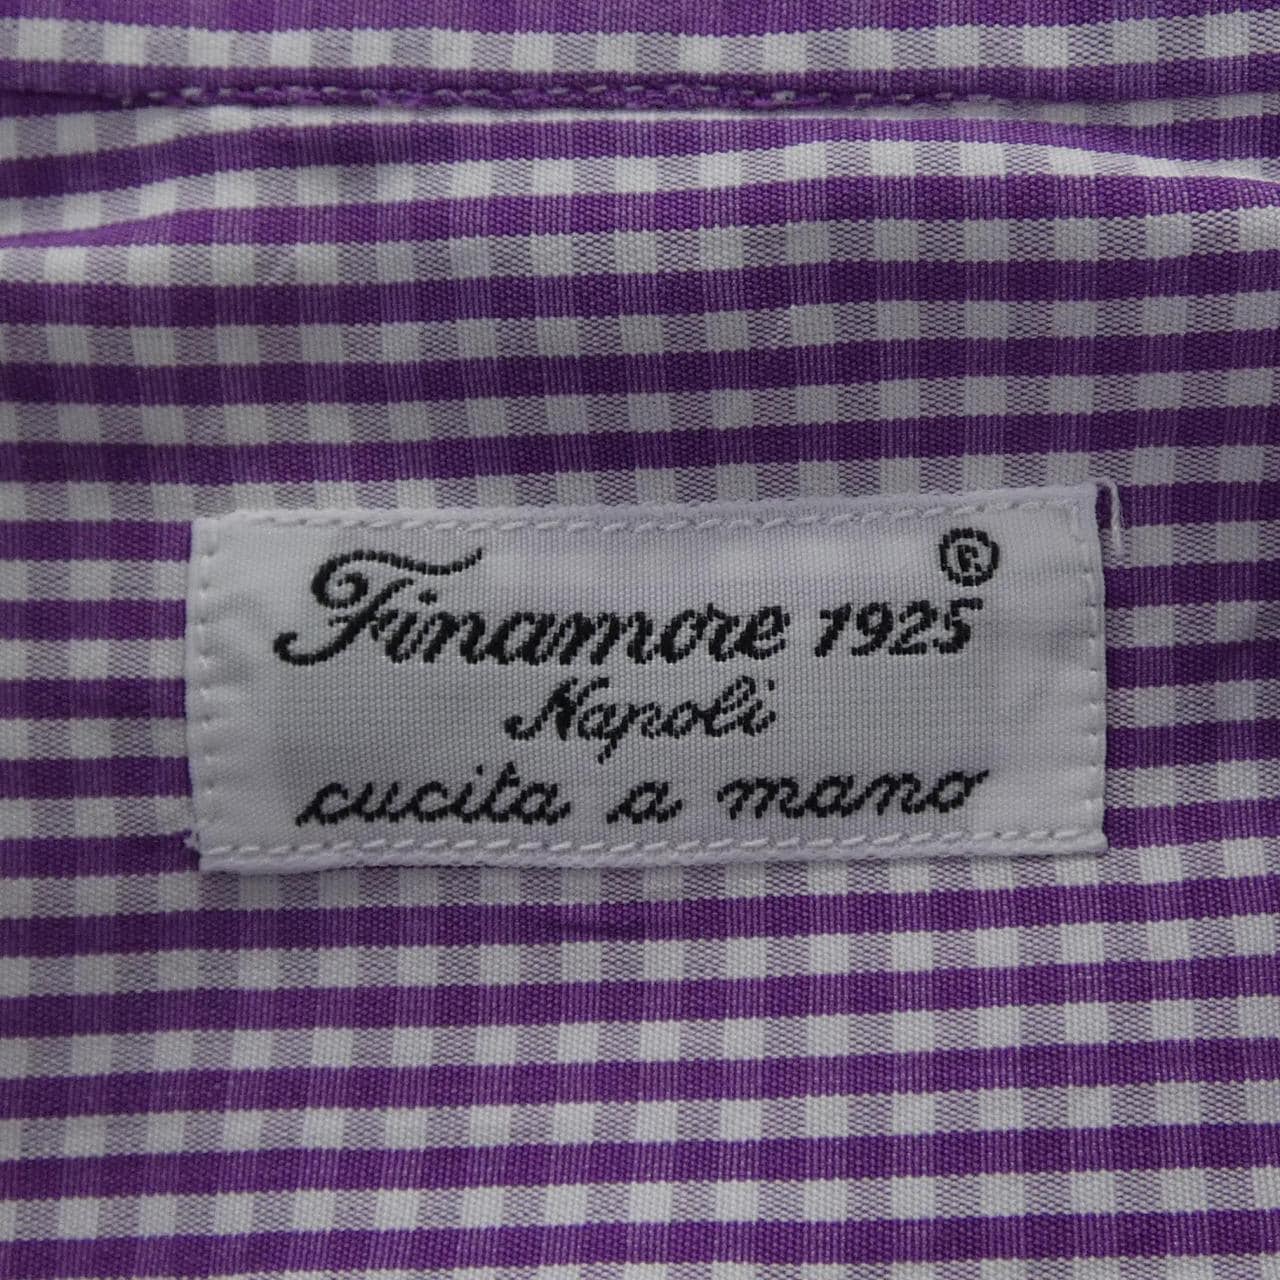 Finamore 1925®
Napoli
cucita a mano